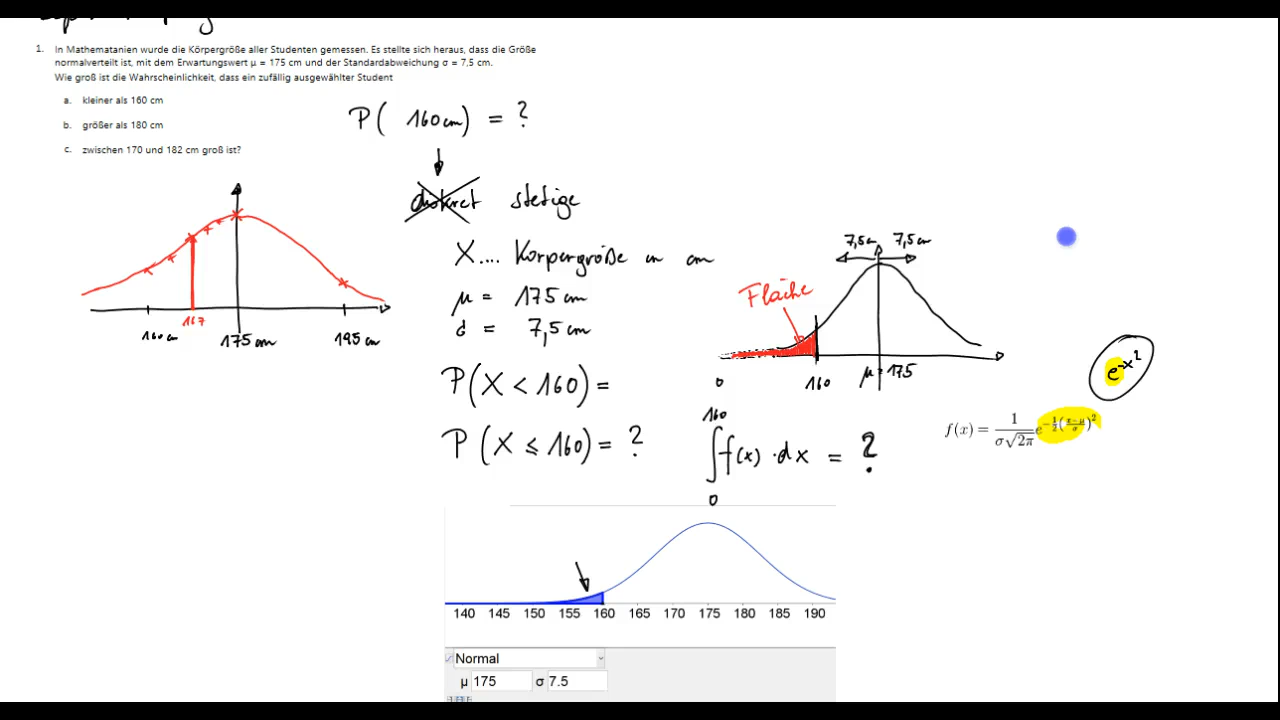 1. In Mathematanien wurde die Körpergröße aller Studenten gemessen. Es stellte sich heraus, dass die Größe
normalverteilt ist, mit dem Erwartungswert μ = 175 cm und der Standardabweichung σ = 7,5 cm.
Wie groß ist die Wahrscheinlichkeit, dass ein zufällig ausgewählter Student
a. kleiner als 160 cm
b. größer als 180 cm
c. zwischen 170 und 182 cm groß ist?
P( 160cm) = ?
diskret stetige
X.... Körpergröße in cm
μ = 175 cm
σ = 7,5 cm
P(X < 160) =
P(X ≤ 160) = ?
160 cm 167 175 cm 195 cm
7,5 cm 7,5 cm
Fläche
0 160 μ = 175
e^-x²
f(x) = 1/(σ√2π) e^(-1/2((x-μ)/σ)²)
∫₀¹⁶⁰ f(x) · dx = ?
140 145 150 155 160 165 170 175 180 185 190
Normal
μ 175 σ 7.5